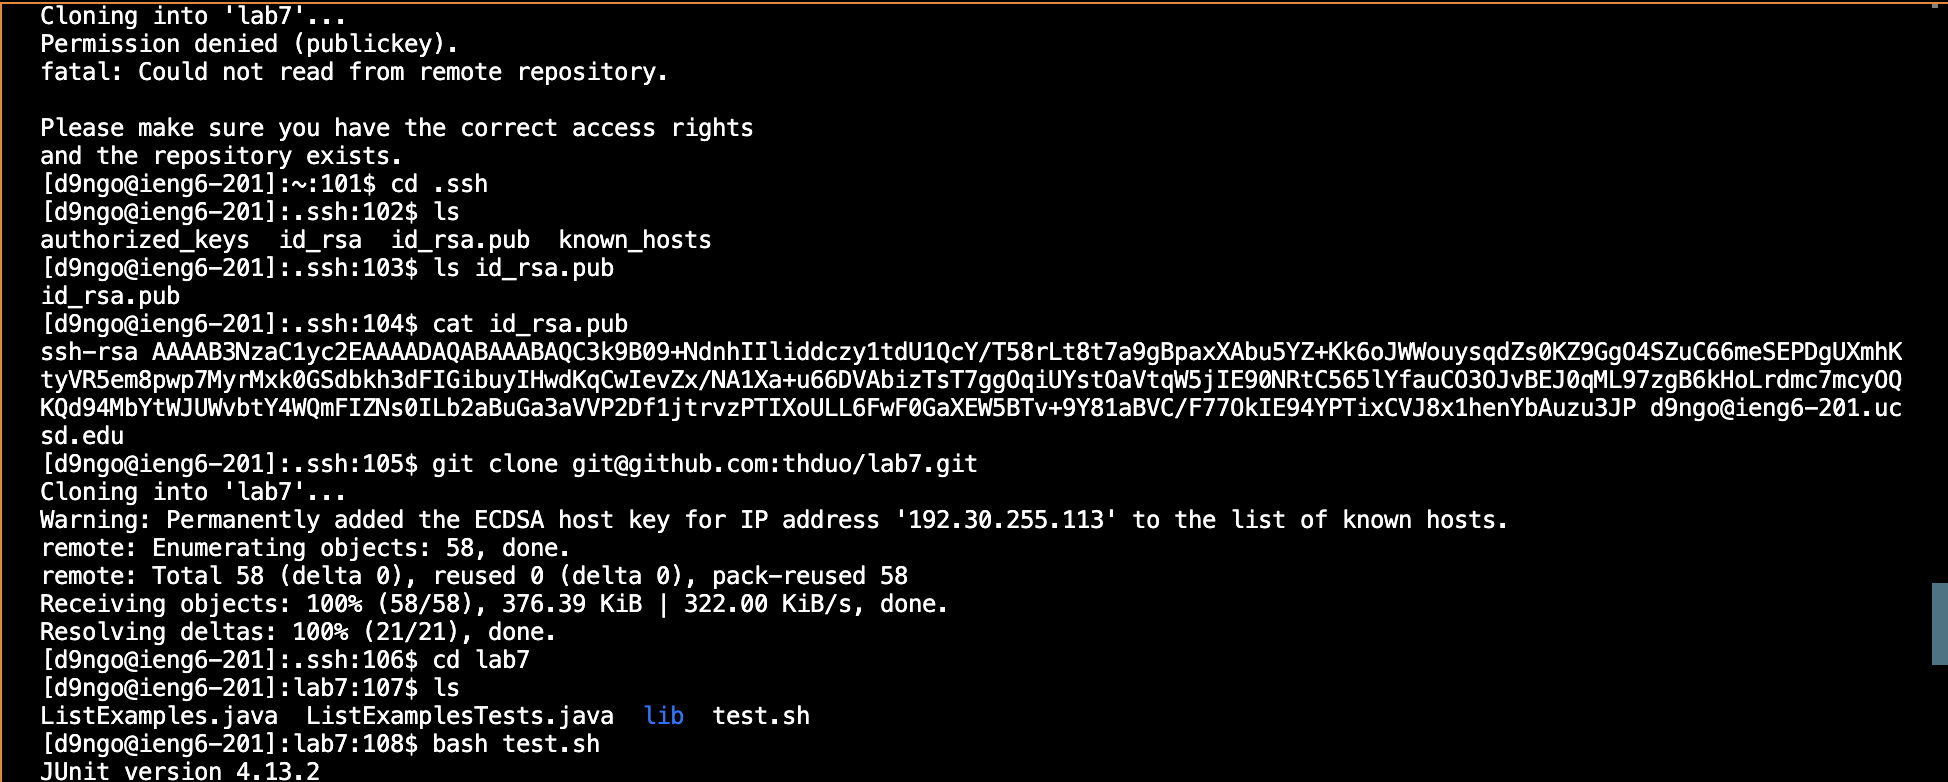 Cloning into 'lab7'...
Permission denied (publickey).
fatal: Could not read from remote repository.

Please make sure you have the correct access rights
and the repository exists.
[d9ngo@ieng6-201]:~:101$ cd .ssh
[d9ngo@ieng6-201]:.ssh:102$ ls
authorized_keys  id_rsa  id_rsa.pub  known_hosts
[d9ngo@ieng6-201]:.ssh:103$ ls id_rsa.pub
id_rsa.pub
[d9ngo@ieng6-201]:.ssh:104$ cat id_rsa.pub
ssh-rsa AAAAB3NzaC1yc2EAAAADAQABAAABAQC3k9B09+NdnhIIliddczy1tdU1QcY/T58rLt8t7a9gBpaxXAbu5YZ+Kk6oJWWouysqdZs0KZ9GgO4SZuC66meSEPDgUXmhK
tyVR5em8pwp7MyrMxk0GSdbkh3dFIGibuyIHwdKqCwIevZx/NA1Xa+u66DVAbizTsT7ggOqiUYstOaVtqW5jIE90NRtC565lYfauCO3OJvBEJ0qML97zgB6kHoLrdmc7mcyOQ
KQd94MbYtWJUWvbtY4WQmFIZNs0ILb2aBuGa3aVVP2Df1jtrvzPTIXoULL6FwF0GaXEW5BTv+9Y81aBVC/F77OkIE94YPTixCVJ8x1henYbAuzu3JP d9ngo@ieng6-201.uc
sd.edu
[d9ngo@ieng6-201]:.ssh:105$ git clone git@github.com:thduo/lab7.git
Cloning into 'lab7'...
Warning: Permanently added the ECDSA host key for IP address '192.30.255.113' to the list of known hosts.
remote: Enumerating objects: 58, done.
remote: Total 58 (delta 0), reused 0 (delta 0), pack-reused 58
Receiving objects: 100% (58/58), 376.39 KiB | 322.00 KiB/s, done.
Resolving deltas: 100% (21/21), done.
[d9ngo@ieng6-201]:.ssh:106$ cd lab7
[d9ngo@ieng6-201]:lab7:107$ ls
ListExamples.java  ListExamplesTests.java  lib  test.sh
[d9ngo@ieng6-201]:lab7:108$ bash test.sh
JUnit version 4.13.2